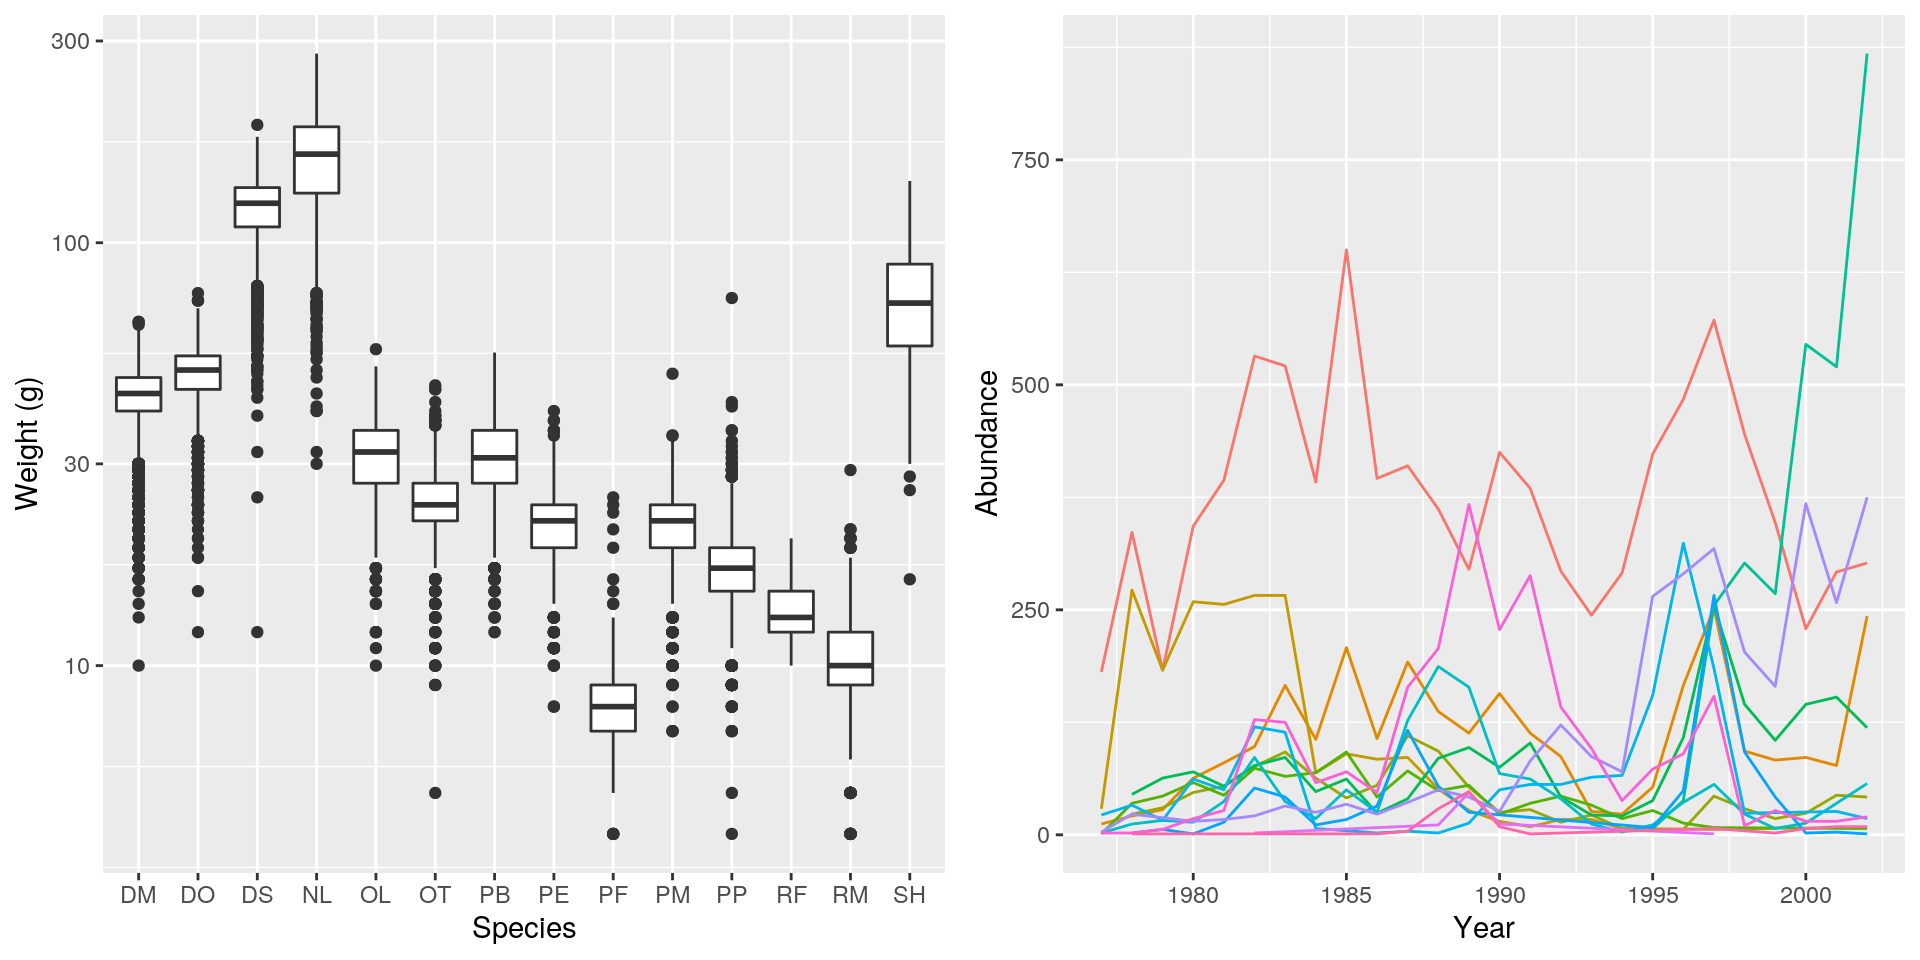 300
100
30
10
Weight (g)
DM DO DS NL OL OT PB PE PF PM PP RF RM SH
Species
750
500
250
0
Abundance
1980 1985 1990 1995 2000
Year